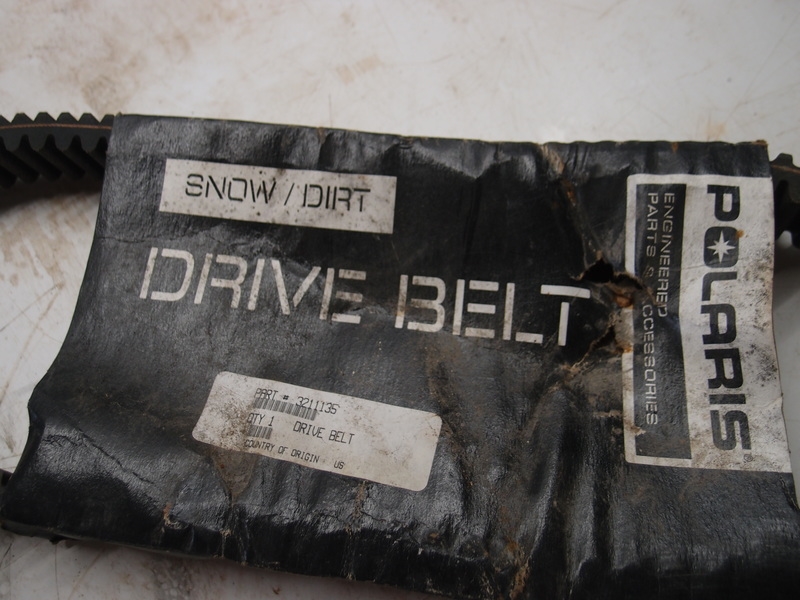 SNOW / DIRT
DRIVE BELT
PART # 3211135
QTY 1 DRIVE BELT
COUNTRY OF ORIGIN US
POLARIS
ENGINEERED
PARTS & ACCESSORIES